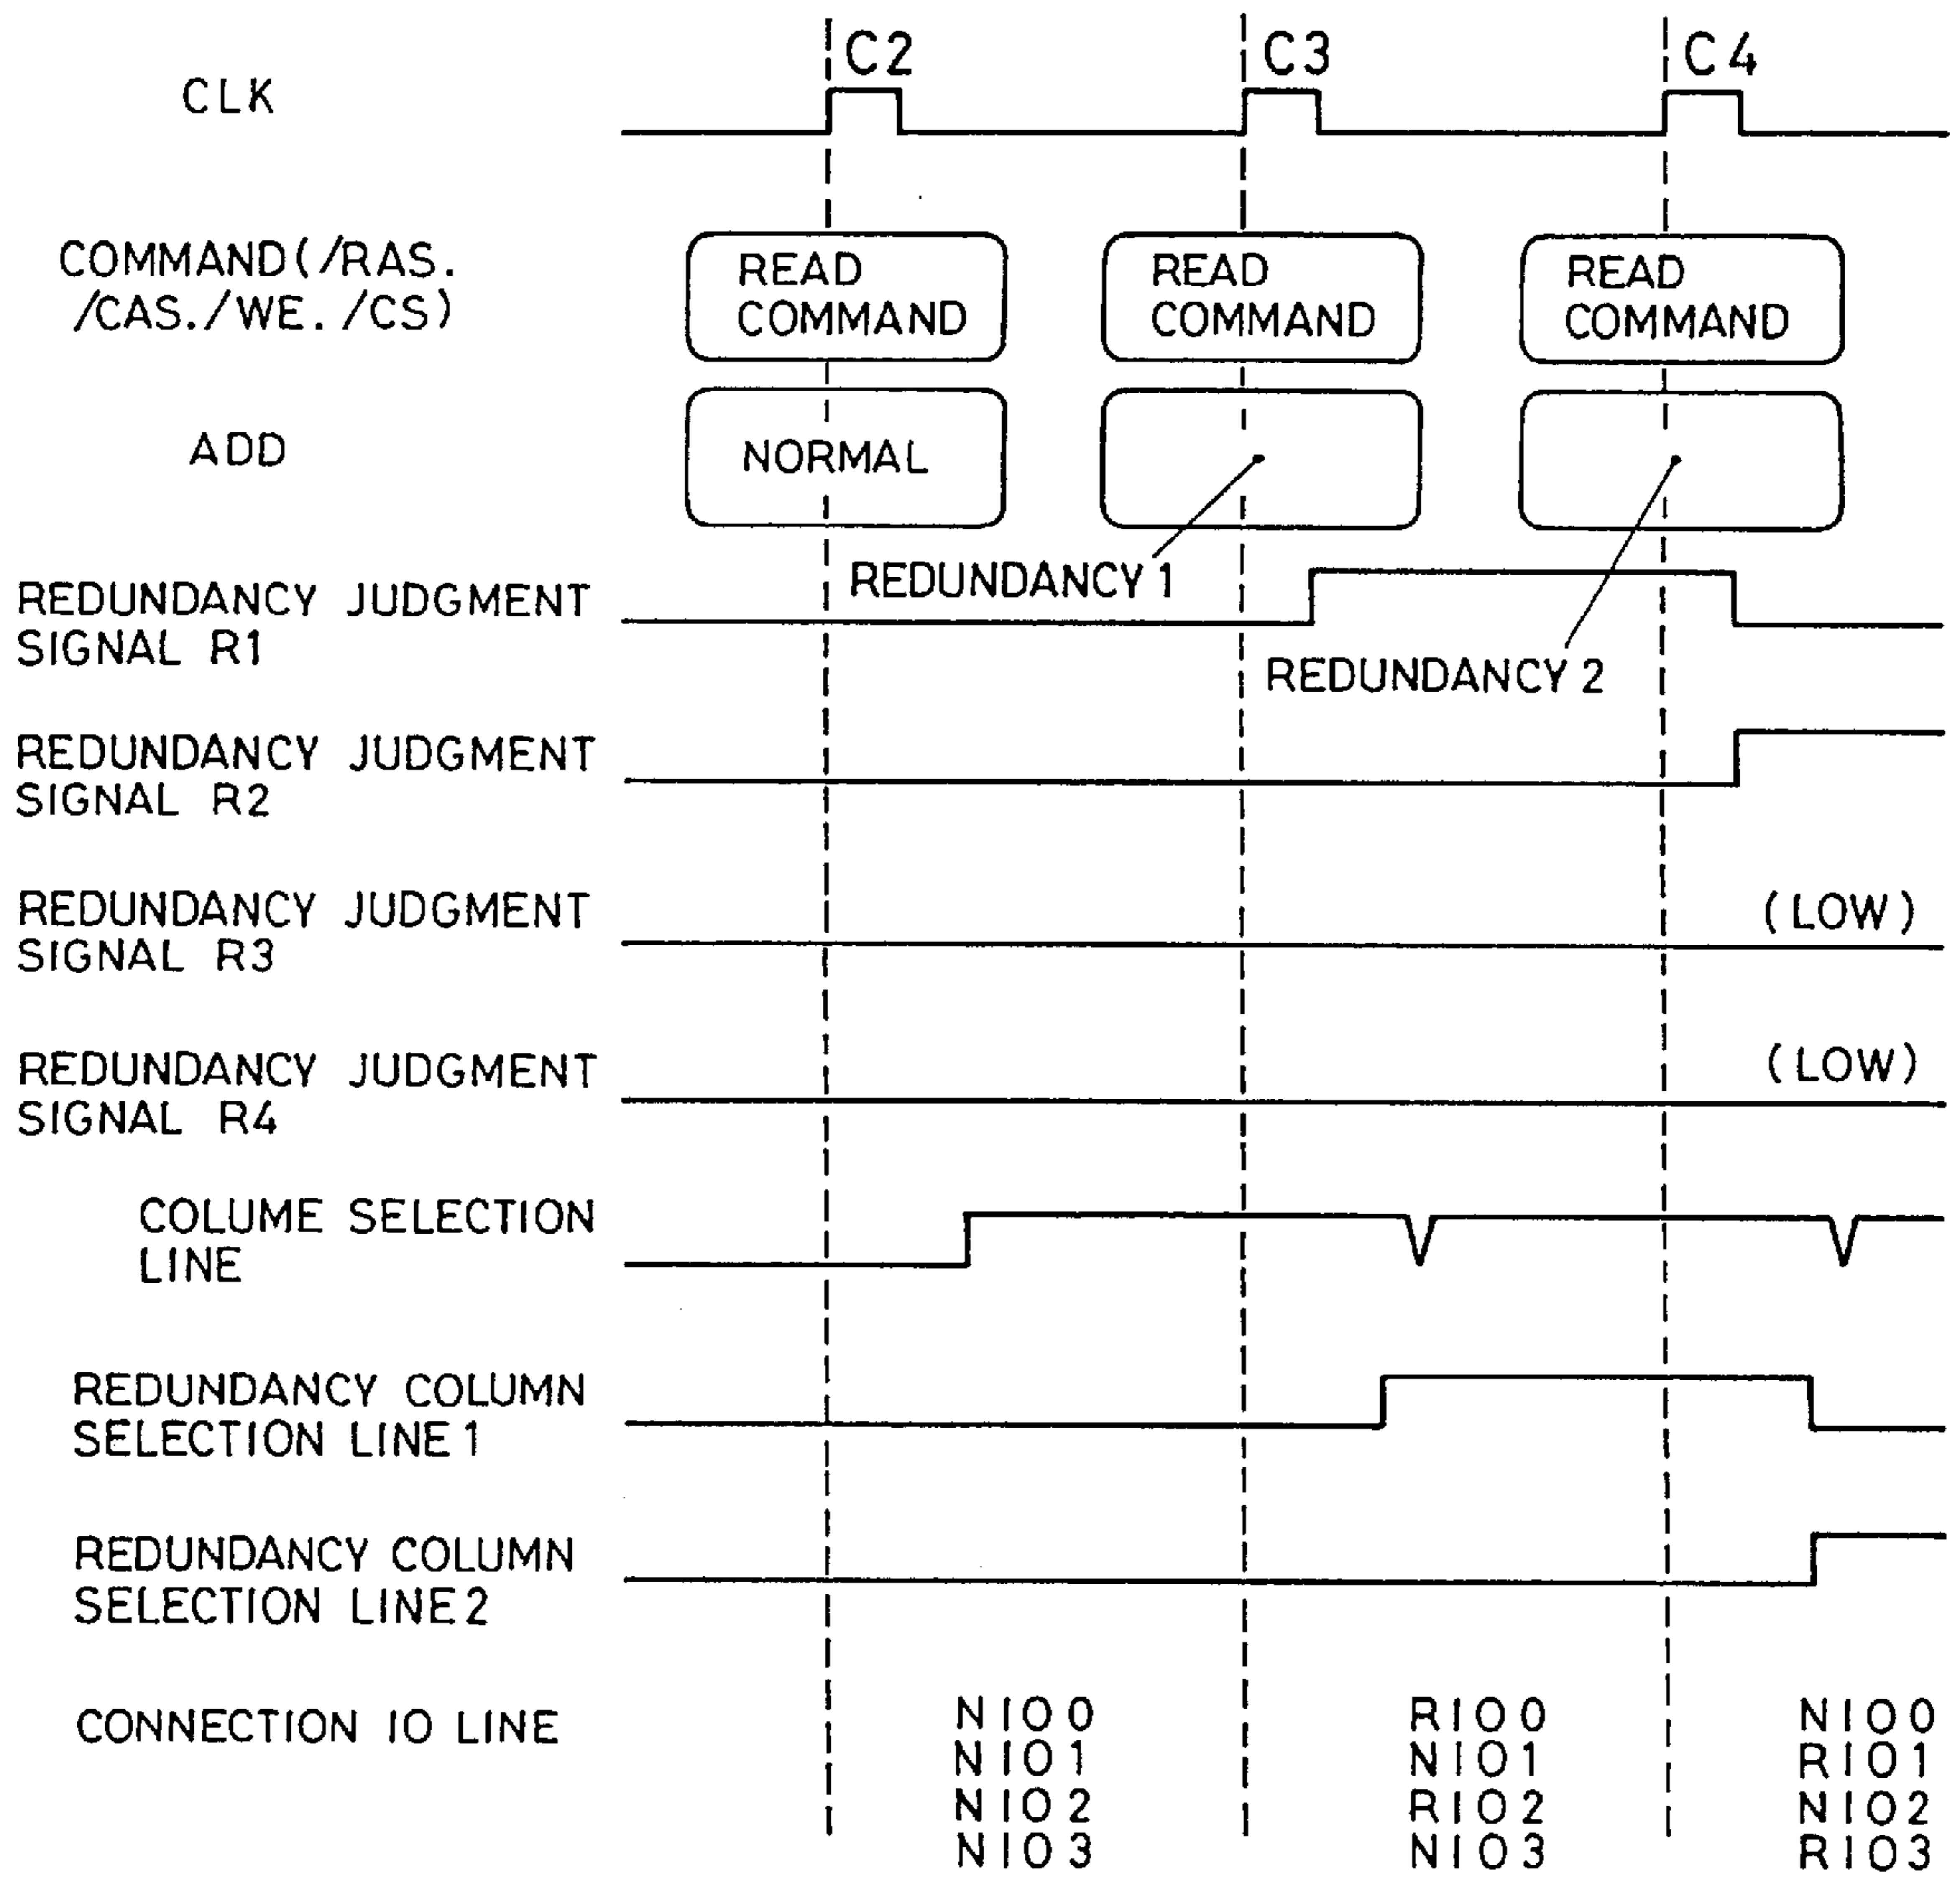 C2 C3 C4
CLK
COMMAND(/RAS.
/CAS./WE./CS)
READ
COMMAND
READ
COMMAND
READ
COMMAND
ADD
NORMAL
REDUNDANCY 1
REDUNDANCY JUDGMENT
SIGNAL R1
REDUNDANCY 2
REDUNDANCY JUDGMENT
SIGNAL R2
REDUNDANCY JUDGMENT
SIGNAL R3
(LOW)
REDUNDANCY JUDGMENT
SIGNAL R4
(LOW)
COLUME SELECTION
LINE
REDUNDANCY COLUMN
SELECTION LINE 1
REDUNDANCY COLUMN
SELECTION LINE 2
CONNECTION IO LINE
NIO0 RIO0 NIO0
NIO1 NIO1 RIO1
NIO2 RIO2 NIO2
NIO3 NIO3 RIO3